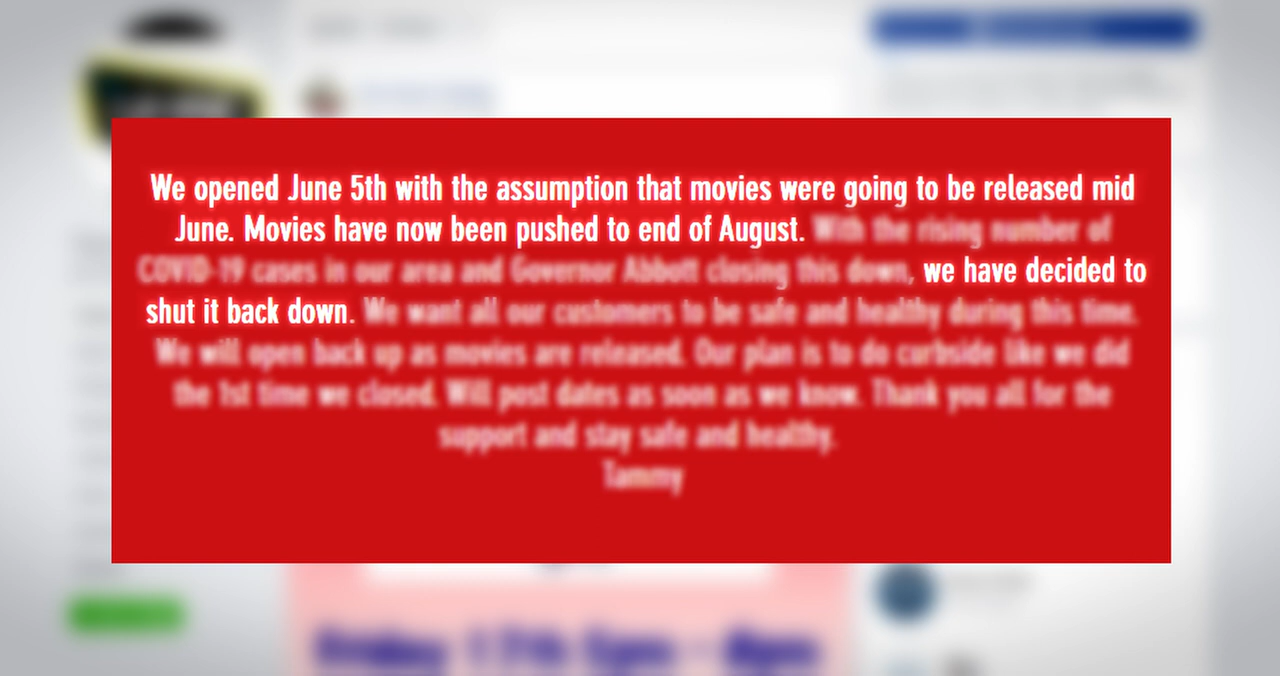 We opened June 5th with the assumption that movies were going to be released mid
June. Movies have now been pushed to end of August. With the rising number of
COVID-19 cases in our area and Governor Abbott closing this down, we have decided to
shut it back down. We want all our customers to be safe and healthy during this time.
We will open back up as movies are released. Our plan is to do curbside like we did
the 1st time we closed. Will post dates as soon as we know. Thank you all for the
support and stay safe and healthy.
Tammy
Friday 17th 5pm - 8pm